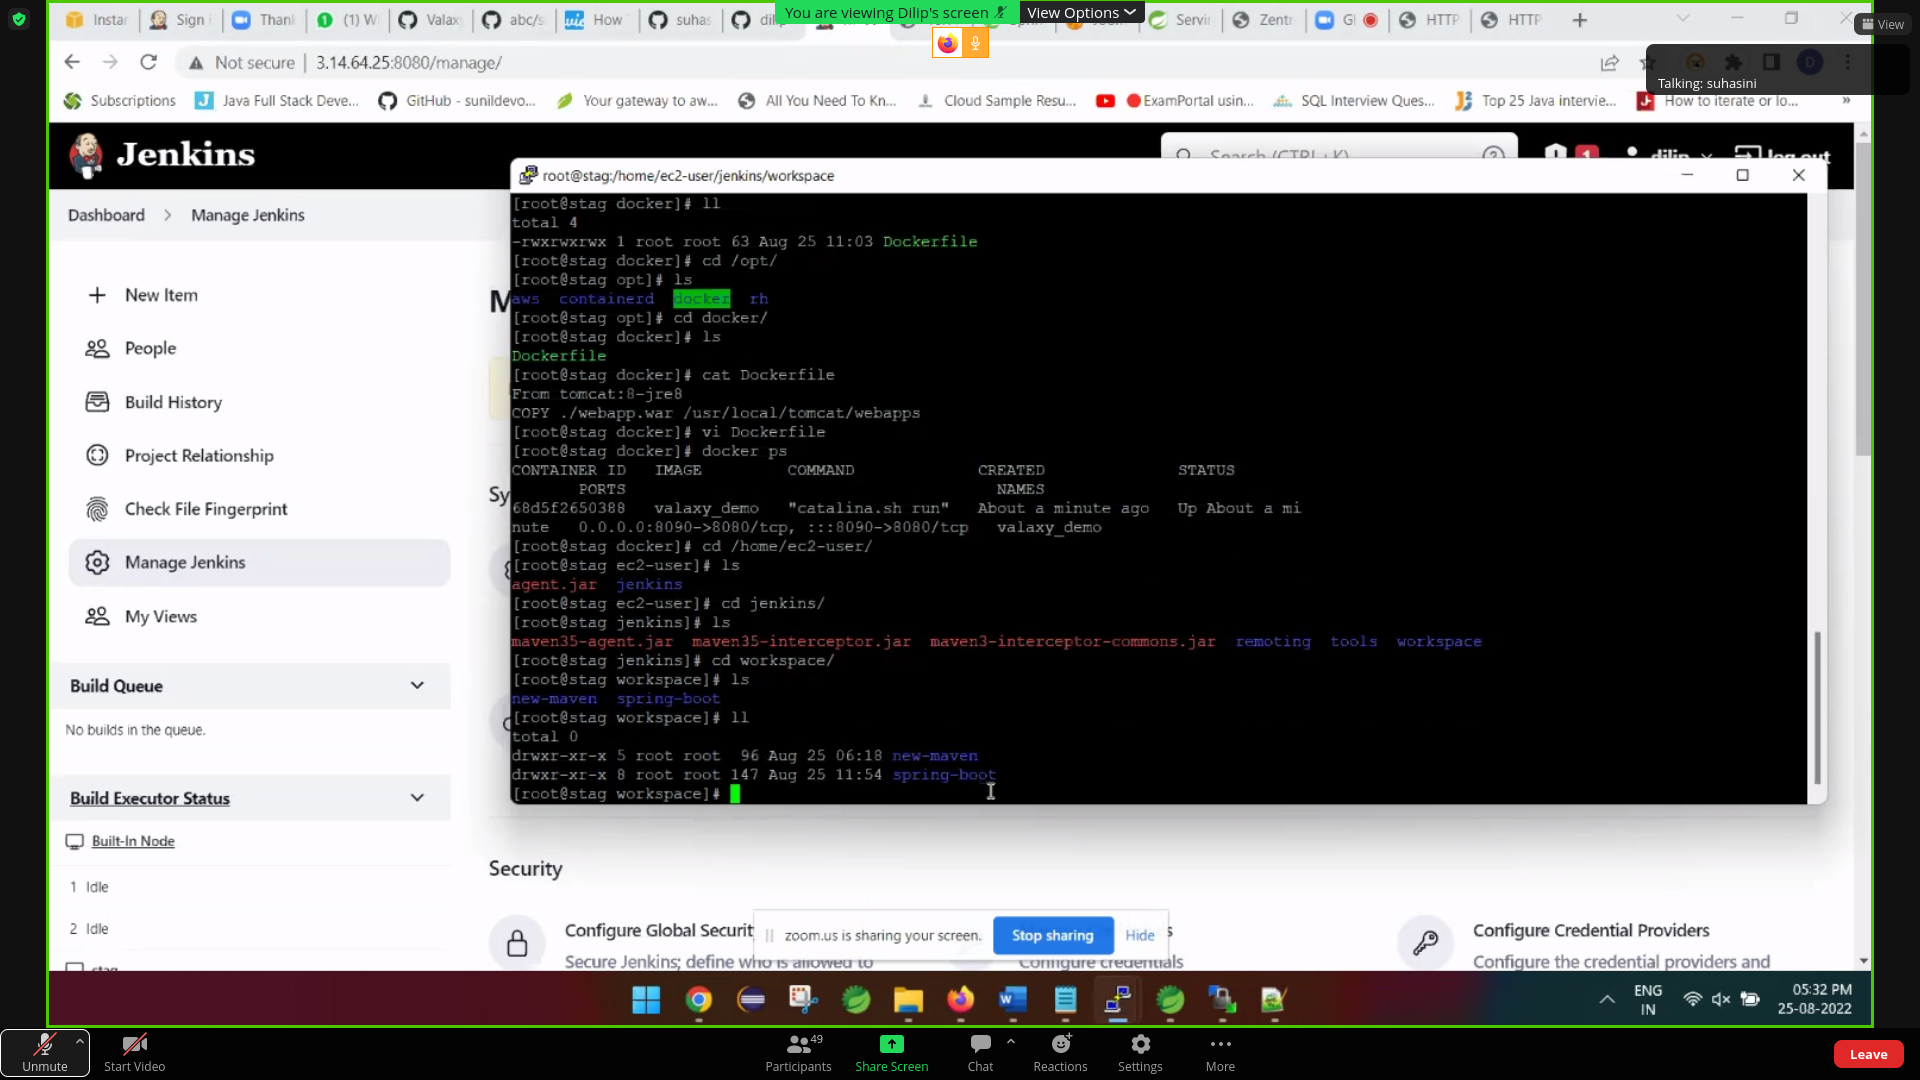 Instar
Sign i
Thank
(1) W
Valax
abc/s
How
suhas
dil
You are viewing Dilip's screen
View Options
Servir
Zentr
Gl
HTTP
HTTP
View
Not secure
3.14.64.25:8080/manage/
Talking: suhasini
Subscriptions
Java Full Stack Deve...
GitHub - sunildevo...
Your gateway to aw...
All You Need To Kn...
Cloud Sample Resu...
ExamPortal usin...
SQL Interview Ques...
Top 25 Java intervie...
How to iterate or lo...
»
Jenkins
Search (CTRL+K)
1
dilip
log out
Dashboard > Manage Jenkins
New Item
People
Build History
Project Relationship
Check File Fingerprint
Manage Jenkins
My Views
Build Queue
No builds in the queue.
Build Executor Status
Built-In Node
1 Idle
2 Idle
stag
M
Sy
root@stag:/home/ec2-user/jenkins/workspace
[root@stag docker]# ll
total 4
-rwxrwxrwx 1 root root 63 Aug 25 11:03 Dockerfile
[root@stag docker]# cd /opt/
[root@stag opt]# ls
aws containerd docker rh
[root@stag opt]# cd docker/
[root@stag docker]# ls
Dockerfile
[root@stag docker]# cat Dockerfile
From tomcat:8-jre8
COPY ./webapp.war /usr/local/tomcat/webapps
[root@stag docker]# vi Dockerfile
[root@stag docker]# docker ps
CONTAINER ID IMAGE COMMAND CREATED STATUS
PORTS NAMES
68d5f2650388 valaxy_demo "catalina.sh run" About a minute ago Up About a mi
nute 0.0.0.0:8090->8080/tcp, :::8090->8080/tcp valaxy_demo
[root@stag docker]# cd /home/ec2-user/
[root@stag ec2-user]# ls
agent.jar jenkins
[root@stag ec2-user]# cd jenkins/
[root@stag jenkins]# ls
maven35-agent.jar maven35-interceptor.jar maven3-interceptor-commons.jar remoting tools workspace
[root@stag jenkins]# cd workspace/
[root@stag workspace]# ls
new-maven spring-boot
[root@stag workspace]# ll
total 0
drwxr-xr-x 5 root root 96 Aug 25 06:18 new-maven
drwxr-xr-x 8 root root 147 Aug 25 11:54 spring-boot
[root@stag workspace]#
Security
Configure Global Securit
Secure Jenkins; define who is allowed to
Configure credentials
Configure Credential Providers
Configure the credential providers and
zoom.us is sharing your screen.
Stop sharing
Hide
ENG
IN
05:32 PM
25-08-2022
Unmute
Start Video
49
Participants
Share Screen
Chat
Reactions
Settings
More
Leave